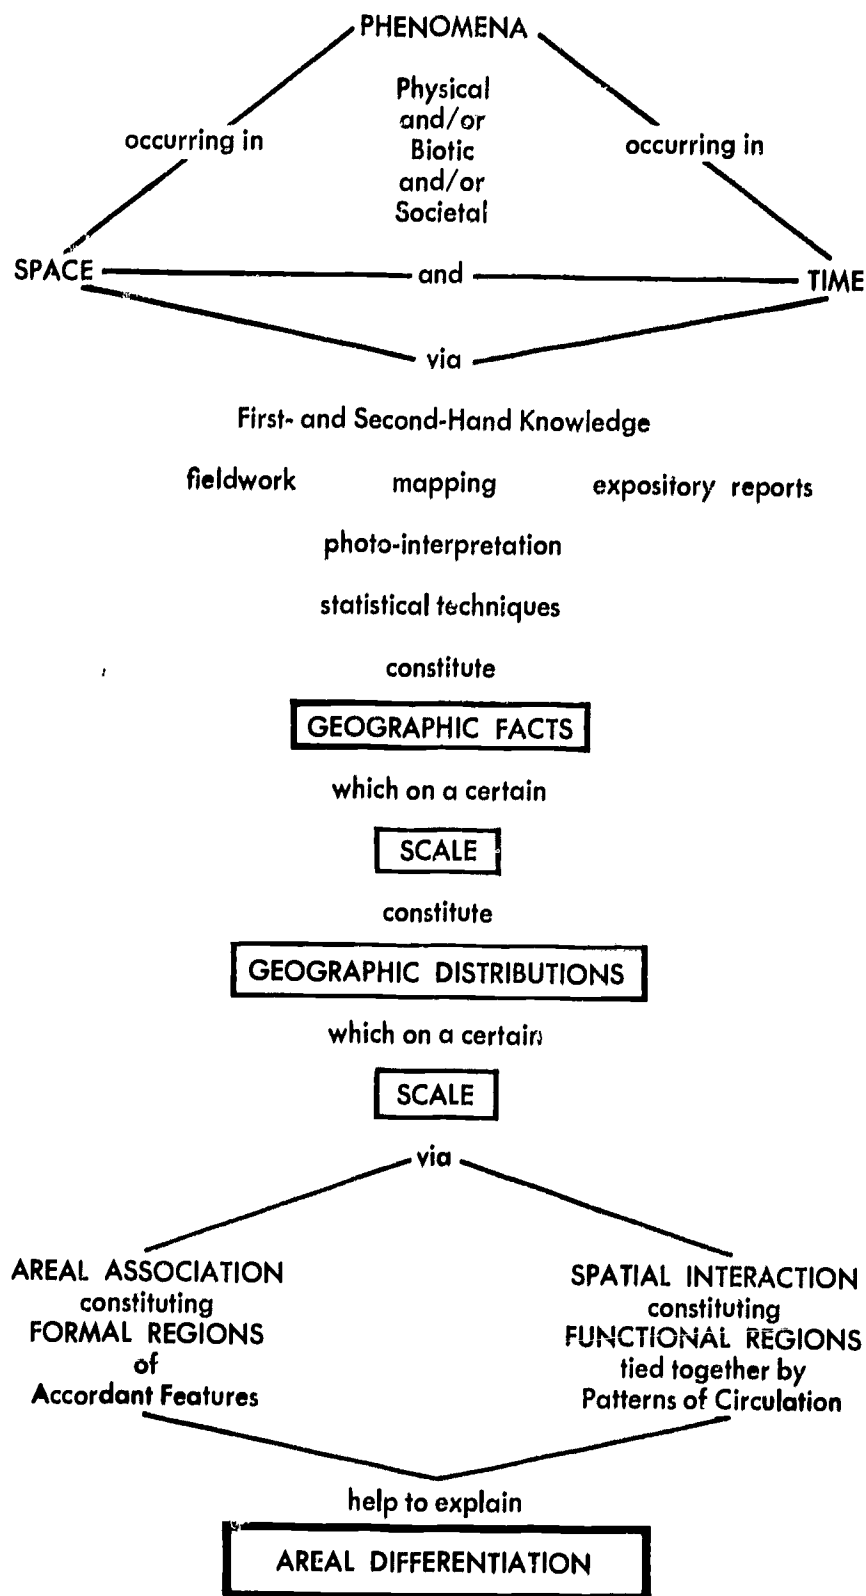 PHENOMENA
Physical
and/or
occurring in
Biotic
occurring in
and/or
Societal
SPACE and TIME
via
First- and Second-Hand Knowledge
fieldwork mapping expository reports
photo-interpretation
statistical techniques
constitute
GEOGRAPHIC FACTS
which on a certain
SCALE
constitute
GEOGRAPHIC DISTRIBUTIONS
which on a certain
SCALE
via
AREAL ASSOCIATION
constituting
FORMAL REGIONS
of
Accordant Features
SPATIAL INTERACTION
constituting
FUNCTIONAL REGIONS
tied together by
Patterns of Circulation
help to explain
AREAL DIFFERENTIATION